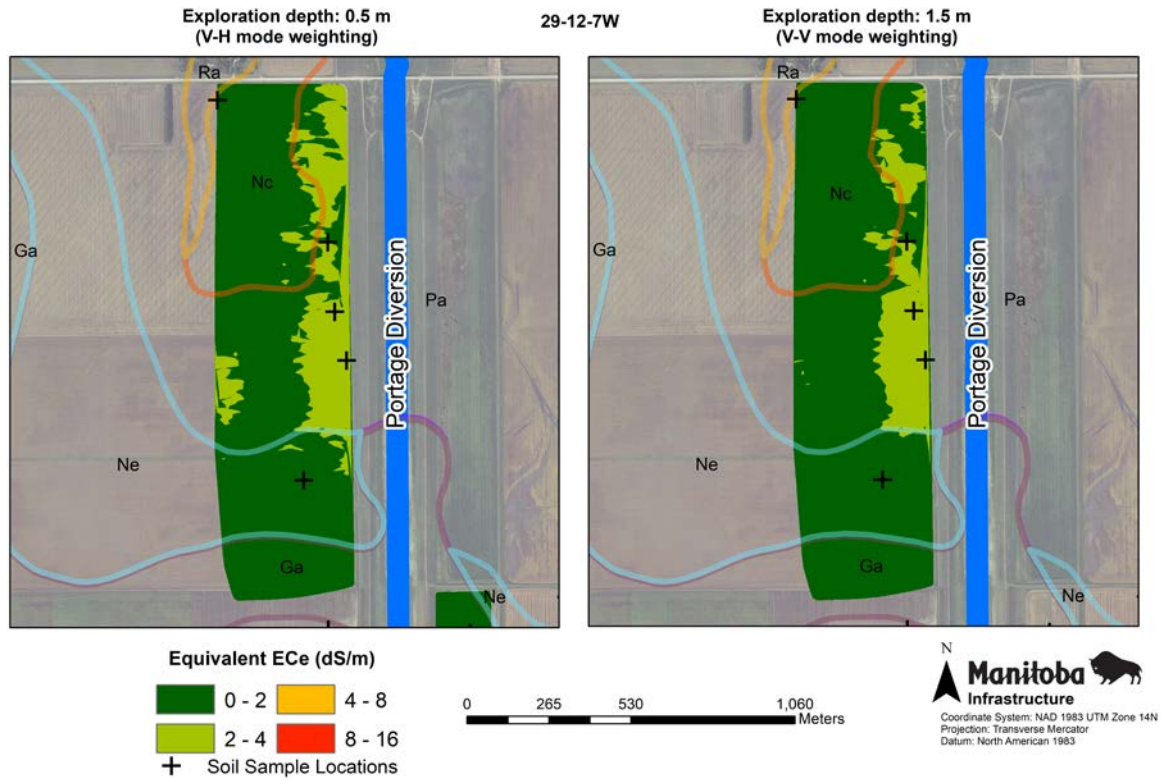 Exploration depth: 0.5 m
(V-H mode weighting)
29-12-7W
Exploration depth: 1.5 m
(V-V mode weighting)
Ra
Nc
Ga
Portage Diversion
Pa
Ne
Ga
Ne
Ra
Nc
Ga
Portage Diversion
Pa
Ne
Ga
Ne
Equivalent ECe (dS/m)
0 - 2
4 - 8
2 - 4
8 - 16
Soil Sample Locations
0 265 530 1,060
Meters
N
Manitoba
Infrastructure
Coordinate System: NAD 1983 UTM Zone 14N
Projection: Transverse Mercator
Datum: North American 1983